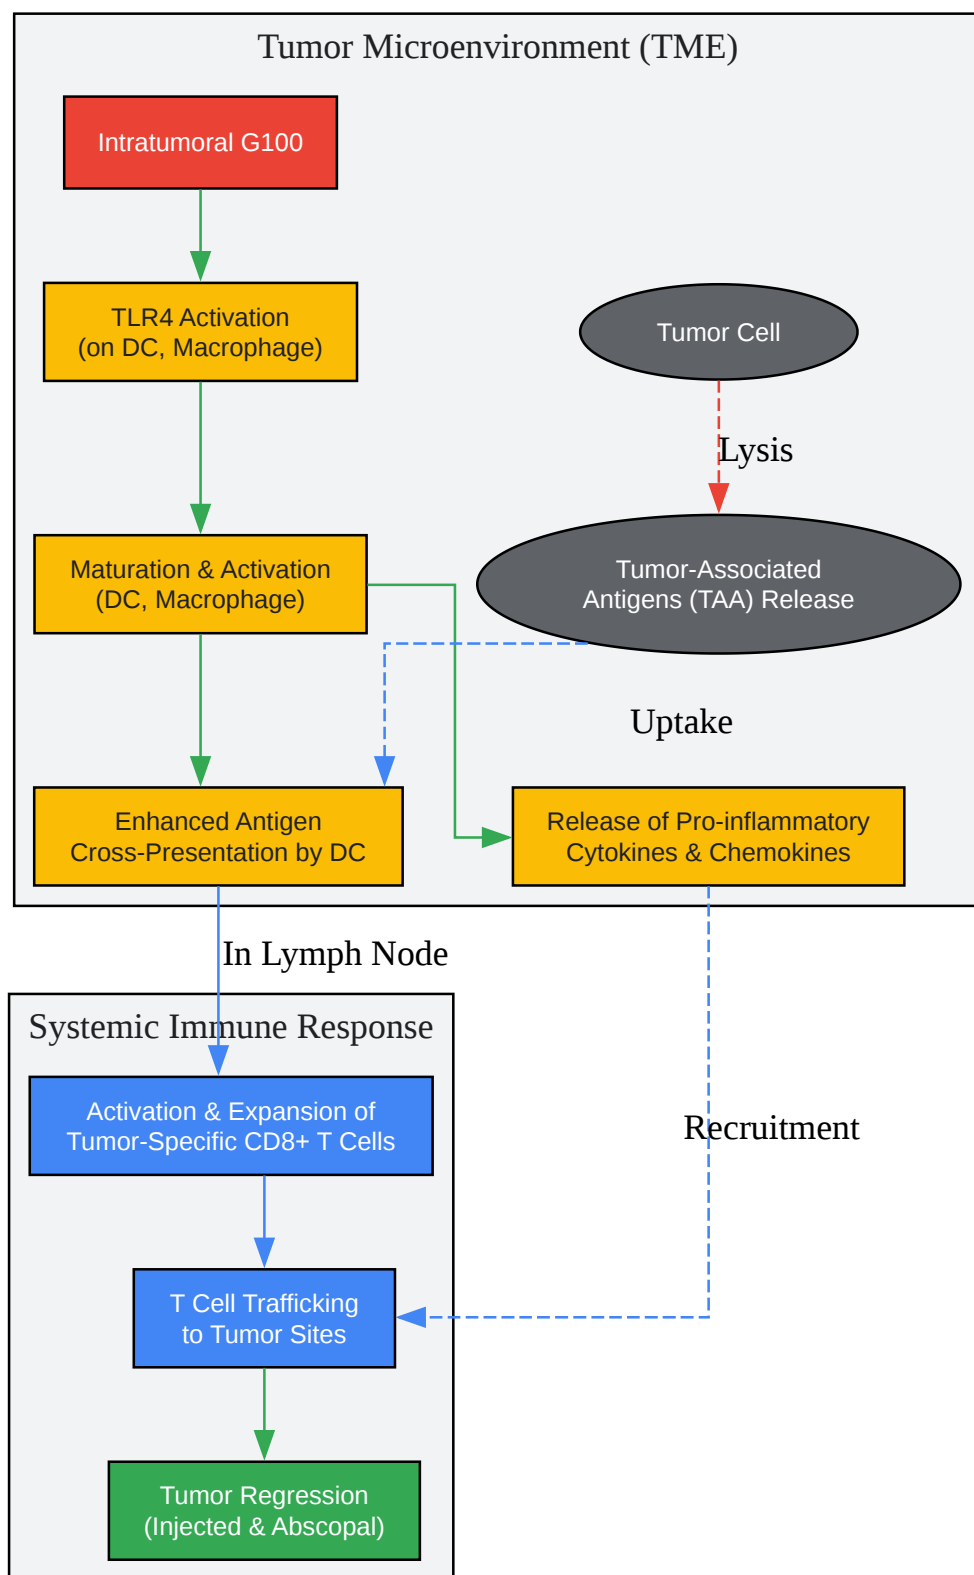 Tumor Microenvironment (TME)
Intratumoral G100
TLR4 Activation
(on DC, Macrophage)
Tumor Cell
Lysis
Maturation & Activation
(DC, Macrophage)
Tumor-Associated
Antigens (TAA) Release
Uptake
Enhanced Antigen
Cross-Presentation by DC
Release of Pro-inflammatory
Cytokines & Chemokines
In Lymph Node
Systemic Immune Response
Activation & Expansion of
Tumor-Specific CD8+ T Cells
Recruitment
T Cell Trafficking
to Tumor Sites
Tumor Regression
(Injected & Abscopal)